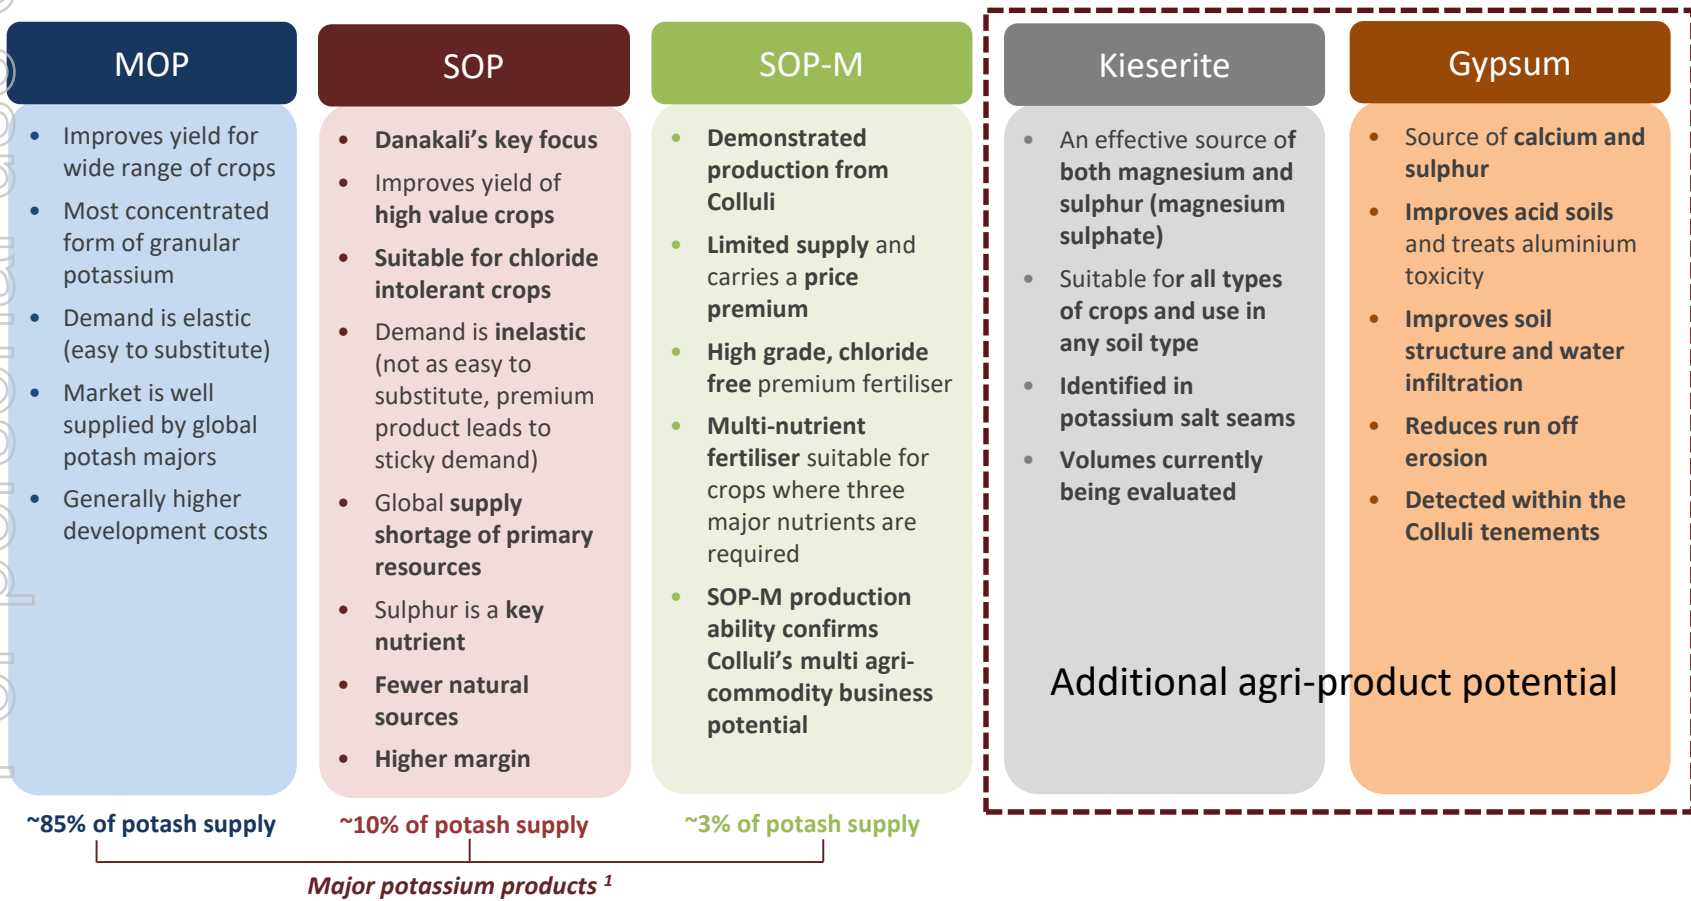 MOP
Improves yield for
wide range of crops
Most concentrated
form of granular
potassium
Demand is elastic
(easy to substitute)
Market is well
supplied by global
potash majors
Generally higher
development costs
~85% of potash supply
SOP
Danakali's key focus
Improves yield of
high value crops
Suitable for chloride
intolerant crops
Demand is inelastic
(not as easy to
substitute, premium
product leads to
sticky demand)
Global supply
shortage of primary
resources
Sulphur is a key
nutrient
Fewer natural
sources
Higher margin
~10% of potash supply
SOP-M
Demonstrated
production from
Colluli
Limited supply and
carries a price
premium
High grade, chloride
free premium fertiliser
Multi-nutrient
fertiliser suitable for
crops where three
major nutrients are
required
SOP-M production
ability confirms
Colluli's multi agri-
commodity business
potential
~3% of potash supply
Major potassium products 1
Kieserite
An effective source of
both magnesium and
sulphur (magnesium
sulphate)
Suitable for all types
of crops and use in
any soil type
Identified in
potassium salt seams
Volumes currently
being evaluated
Gypsum
Source of calcium and
sulphur
Improves acid soils
and treats aluminium
toxicity
Improves soil
structure and water
infiltration
Reduces run off
erosion
Detected within the
Colluli tenements
Additional agri-product potential